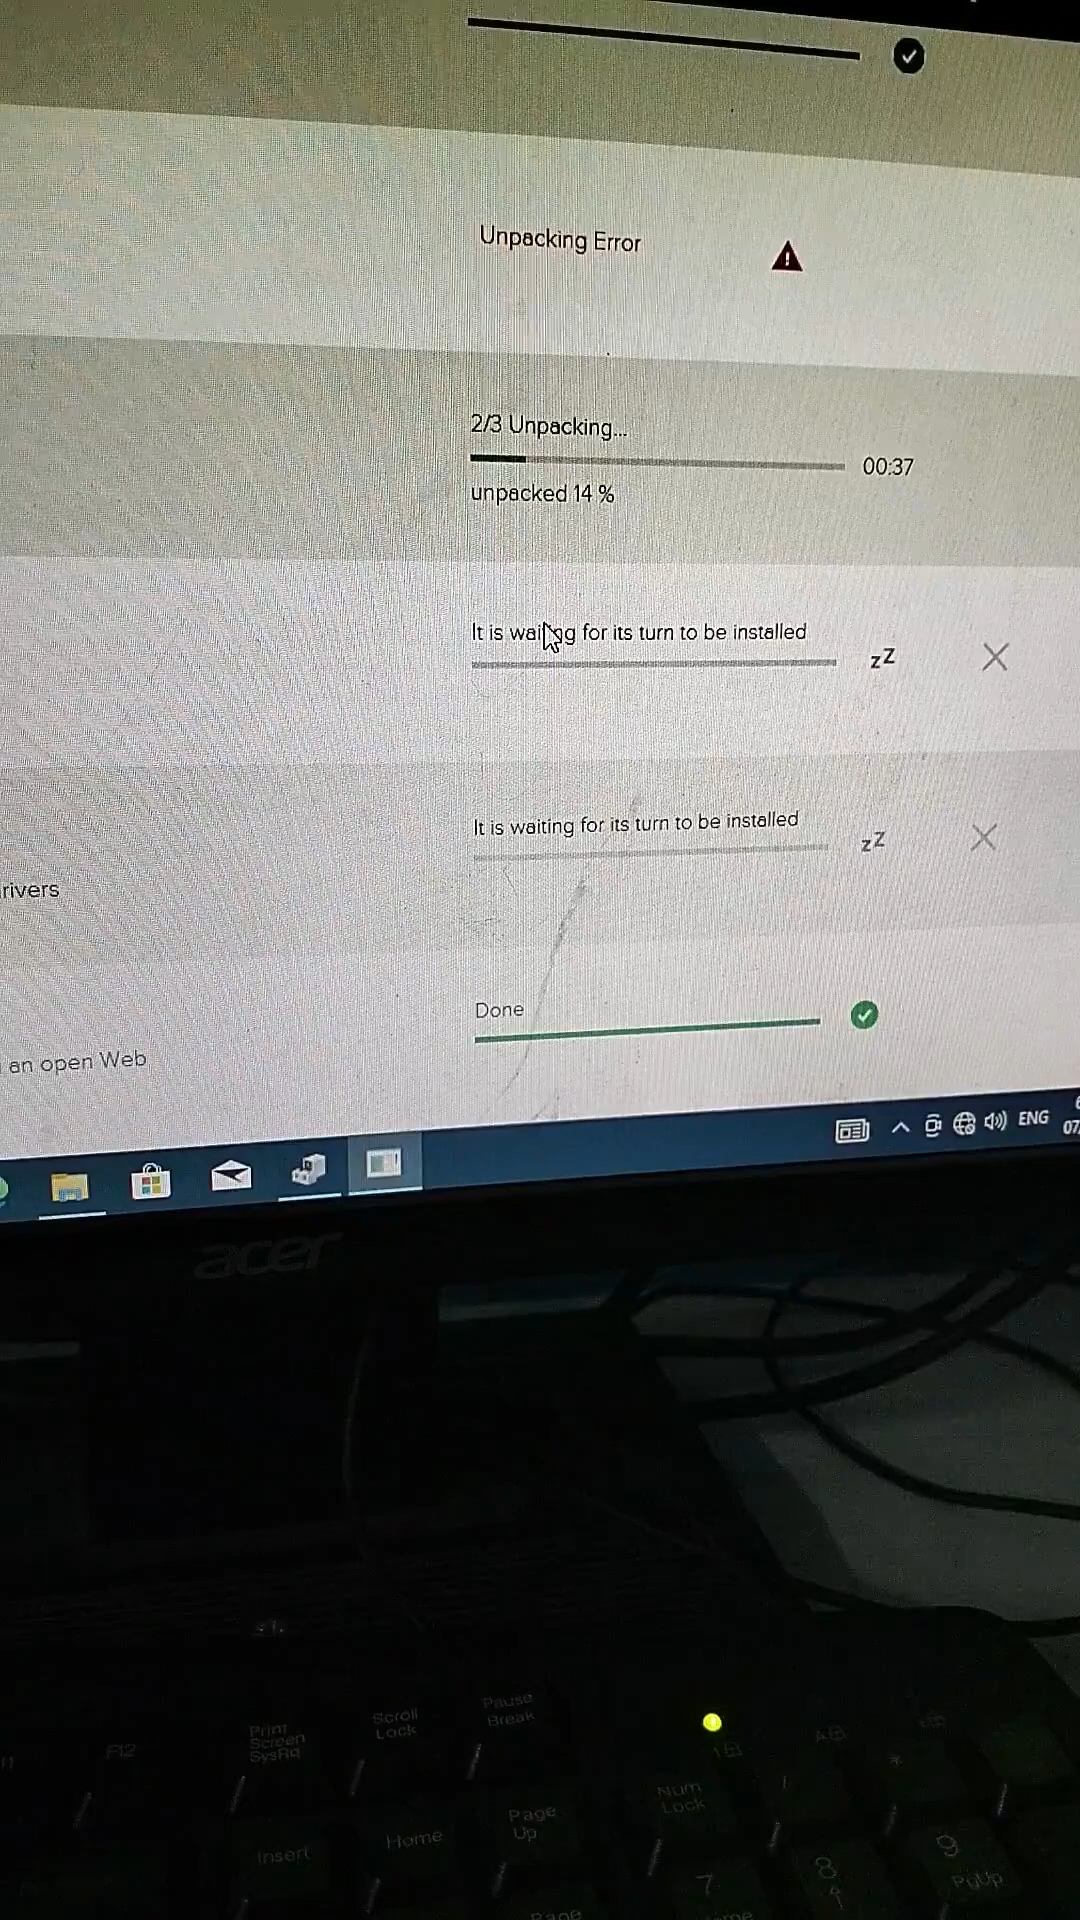 Unpacking Error
2/3 Unpacking...
00:37
unpacked 14 %
It is waiting for its turn to be installed
zZ
It is waiting for its turn to be installed
zZ
rivers
Done
an open Web
ENG
07
acer
Print Screen SysRq
Scroll Lock
Pause Break
F12
Num Lock
Insert
Home
Page Up
/
*
7
8
9
PgUp